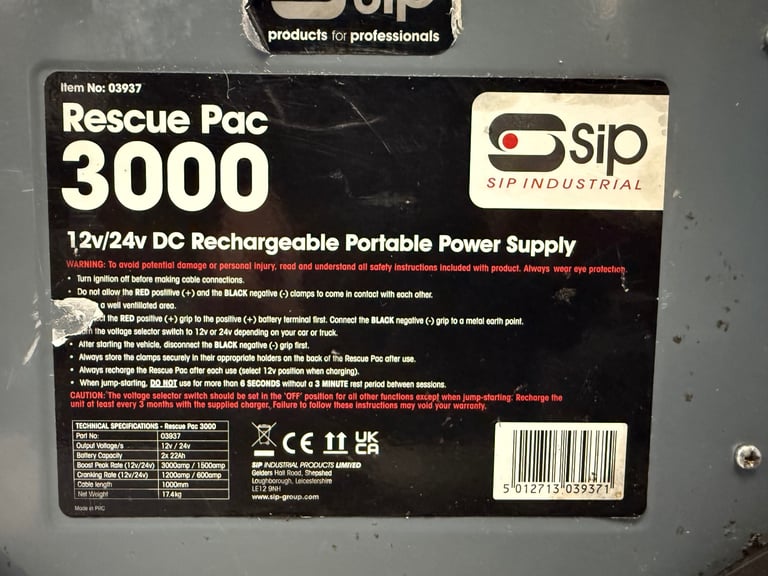 Sip
products for professionals
Item No: 03937
Rescue Pac
3000
Sip
SIP INDUSTRIAL
12v/24v DC Rechargeable Portable Power Supply
WARNING: To avoid potential damage or personal injury, read and understand all safety instructions included with product. Always wear eye protection.
• Turn ignition off before making cable connections.
• Do not allow the RED positive (+) and the BLACK negative (-) clamps to come in contact with each other.
a well ventilated area.
the RED positive (+) grip to the positive (+) battery terminal first. Connect the BLACK negative (-) grip to a metal earth point.
the voltage selector switch to 12v or 24v depending on your car or truck.
• After starting the vehicle, disconnect the BLACK negative (-) grip first.
• Always store the clamps securely in their appropriate holders on the back of the Rescue Pac after use.
• Always recharge the Rescue Pac after each use (select 12v position when charging).
• When jump-starting, DO NOT use for more than 6 SECONDS without a 3 MINUTE rest period between sessions.
CAUTION: The voltage selector switch should be set in the 'OFF' position for all other functions except when jump-starting. Recharge the
unit at least every 3 months with the supplied charger. Failure to follow these instructions may void your warranty.
TECHNICAL SPECIFICATIONS - Rescue Pac 3000
Part No: 03937
Output Voltage/s 12v / 24v
Battery Capacity 2x 22Ah
Boost Peak Rate (12v/24v) 3000amp / 1500amp
Cranking Rate (12v/24v) 1200amp / 600amp
Cable length 1000mm
Net Weight 17.4kg
Made in PRC
CE
UK
CA
SIP INDUSTRIAL PRODUCTS LIMITED
Gelders Hall Road, Shepshed
Loughborough, Leicestershire
LE12 9NH
www.sip-group.com
5 012713 039371